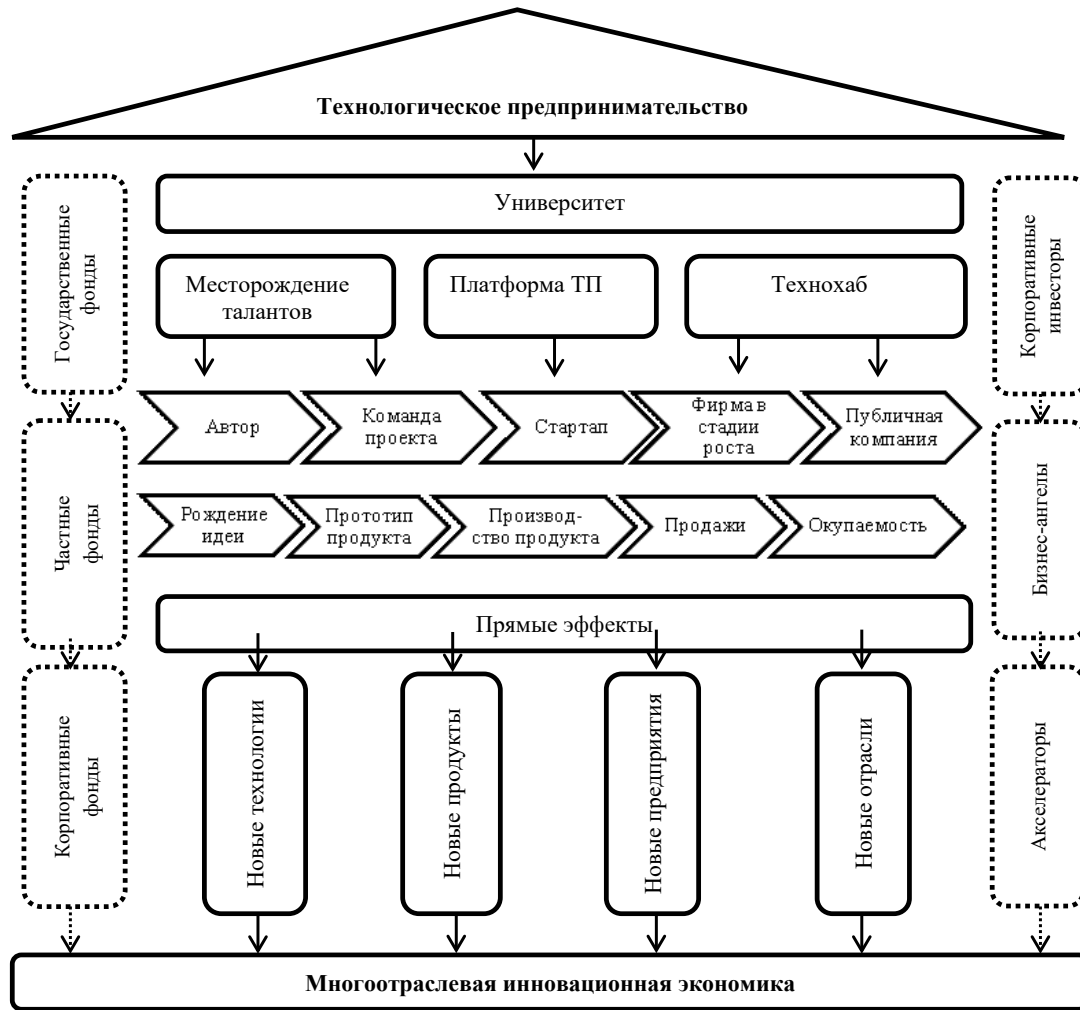 Технологическое предпринимательство
Университет
Государственные
фонды
Корпоративные
инвесторы
Месторождение
талантов
Платформа ТП
Технохаб
Автор
Команда
проекта
Стартап
Фирма в
стадии
роста
Публичная
компания
Частные
фонды
Бизнес-ангелы
Рождение
идеи
Прототип
продукта
Производ-
ство продукта
Продажи
Окупаемость
Прямые эффекты
Корпоративные
фонды
Новые технологии
Новые продукты
Новые предприятия
Новые отрасли
Акселераторы
Многоотраслевая инновационная экономика